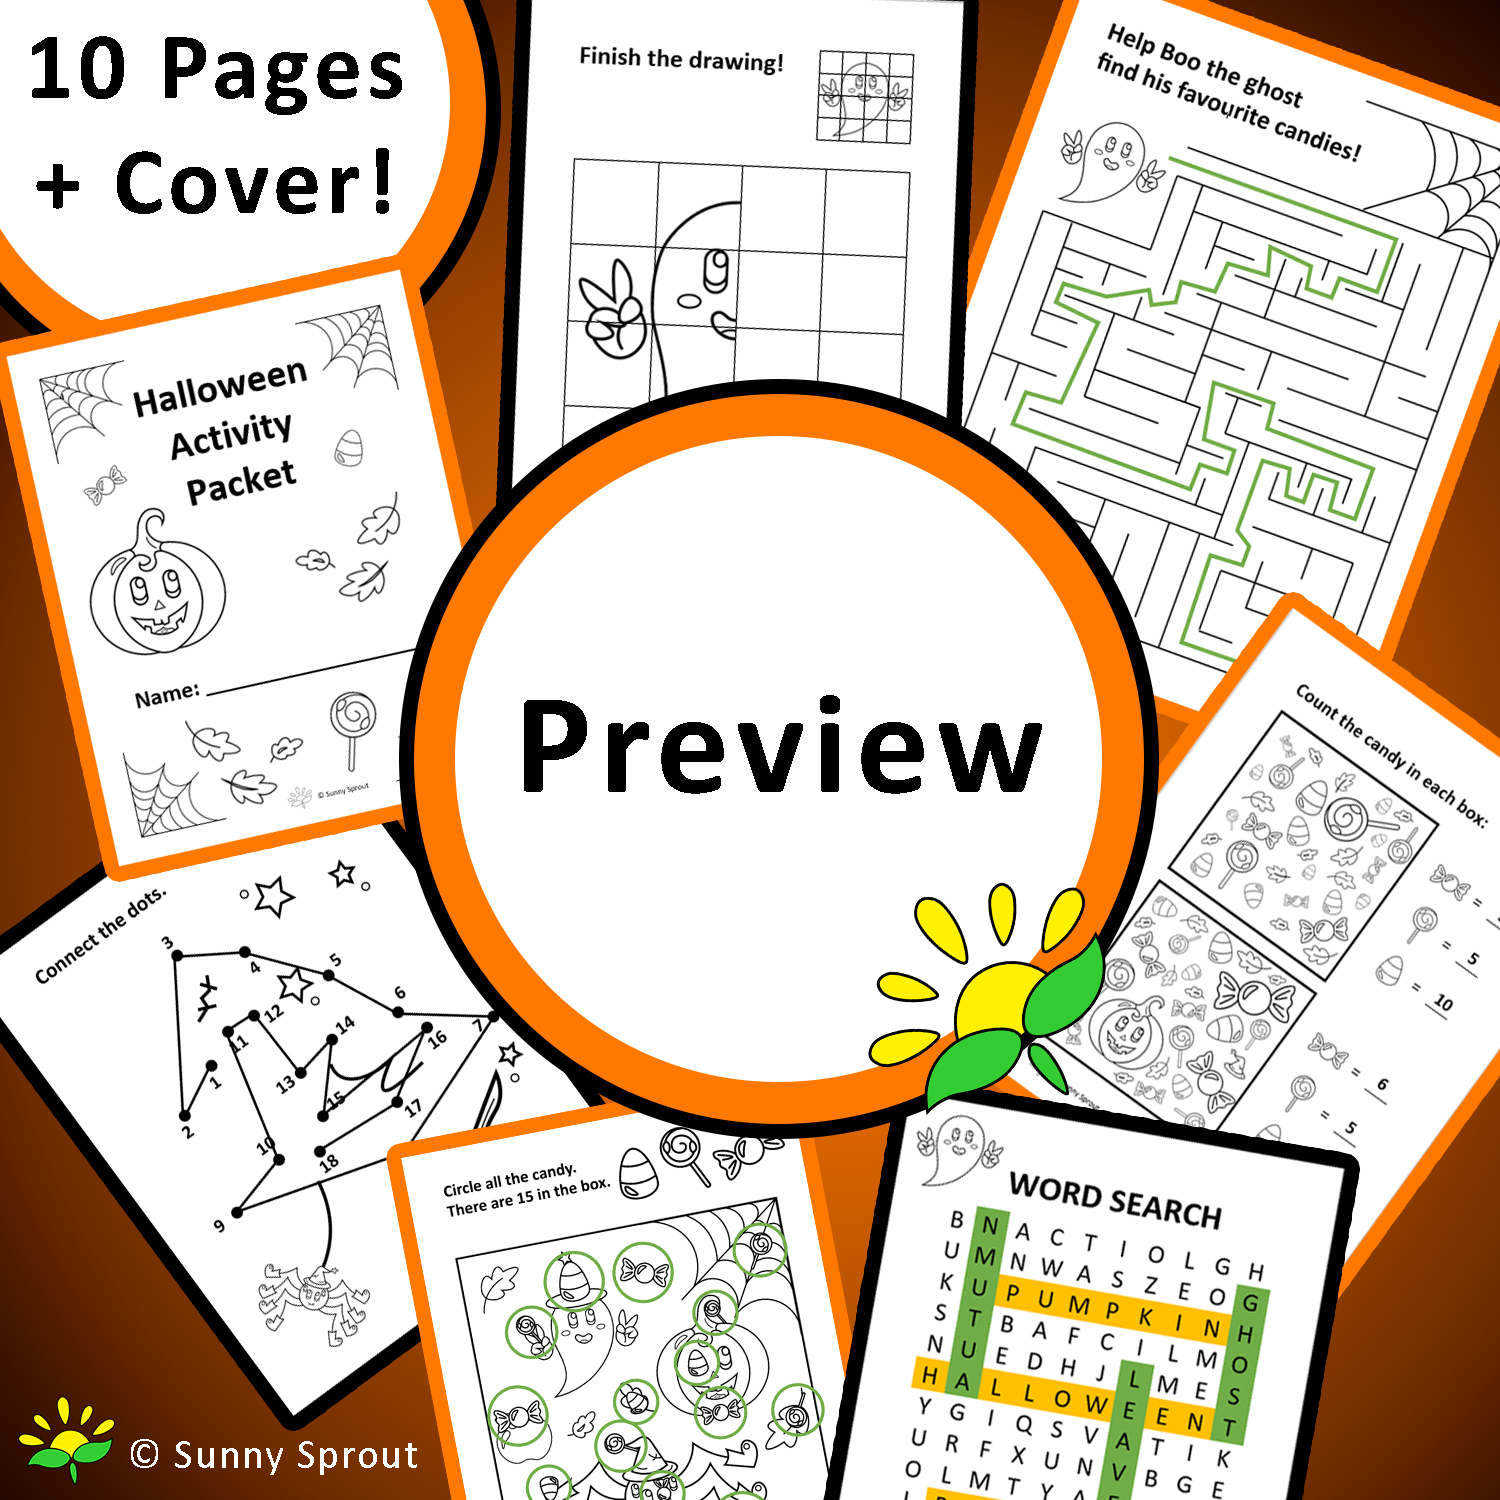 10 Pages
+ Cover!
Finish the drawing!
Help Boo the ghost
find his favourite candies!
Halloween
Activity
Packet
Name:
© Sunny Sprout
Preview
Count the candy in each box:
=
= 5
= 10
= 6
= 5
Sunny Sprout
Connect the dots.
1
2
3
4
5
6
7
9
10
11
12
13
14
15
16
17
18
Circle all the candy.
There are 15 in the box.
WORD SEARCH
B N A C T I O L G H
U M N W A S Z E O G
K U P U M P K I N H
S T B A F C I L M O
N U E D H J L M E S
H A L L O W E E N T
Y G I Q S V A T I K
U R F X U N V B G E
O L M T Y A E
© Sunny Sprout